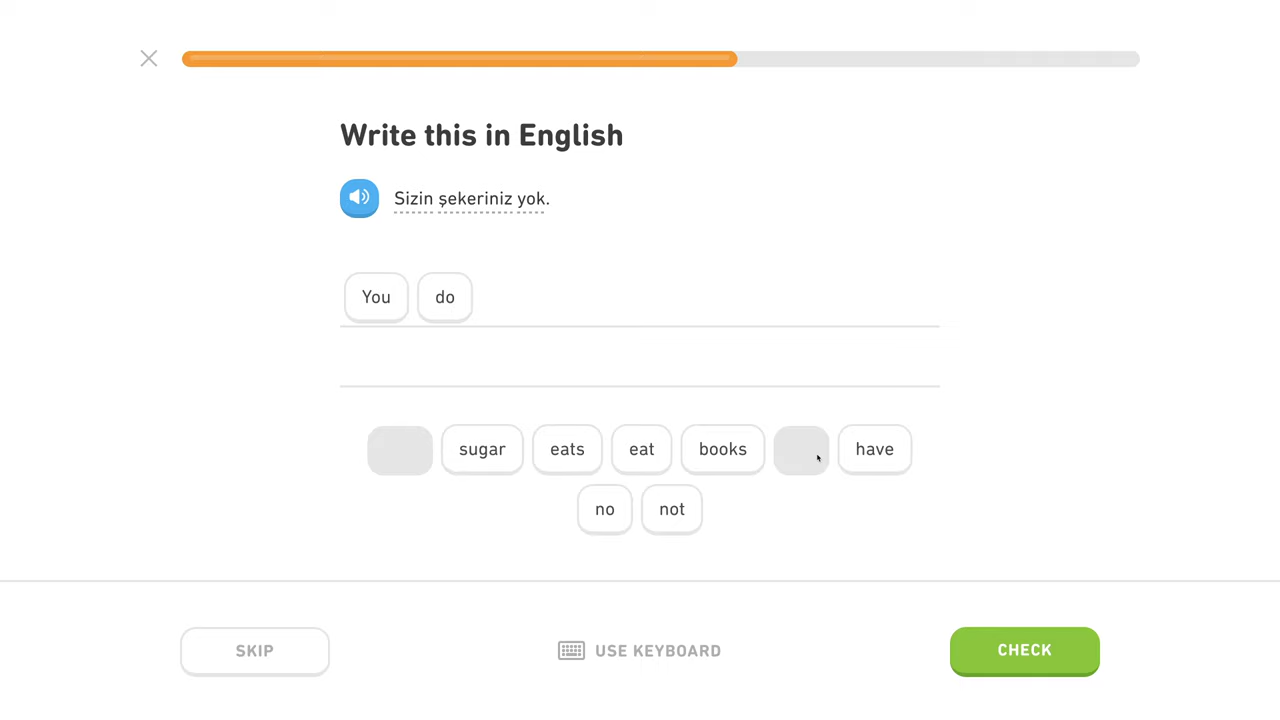 Write this in English
Sizin şekeriniz yok.
You do
sugar eats eat books have
no not
SKIP USE KEYBOARD CHECK